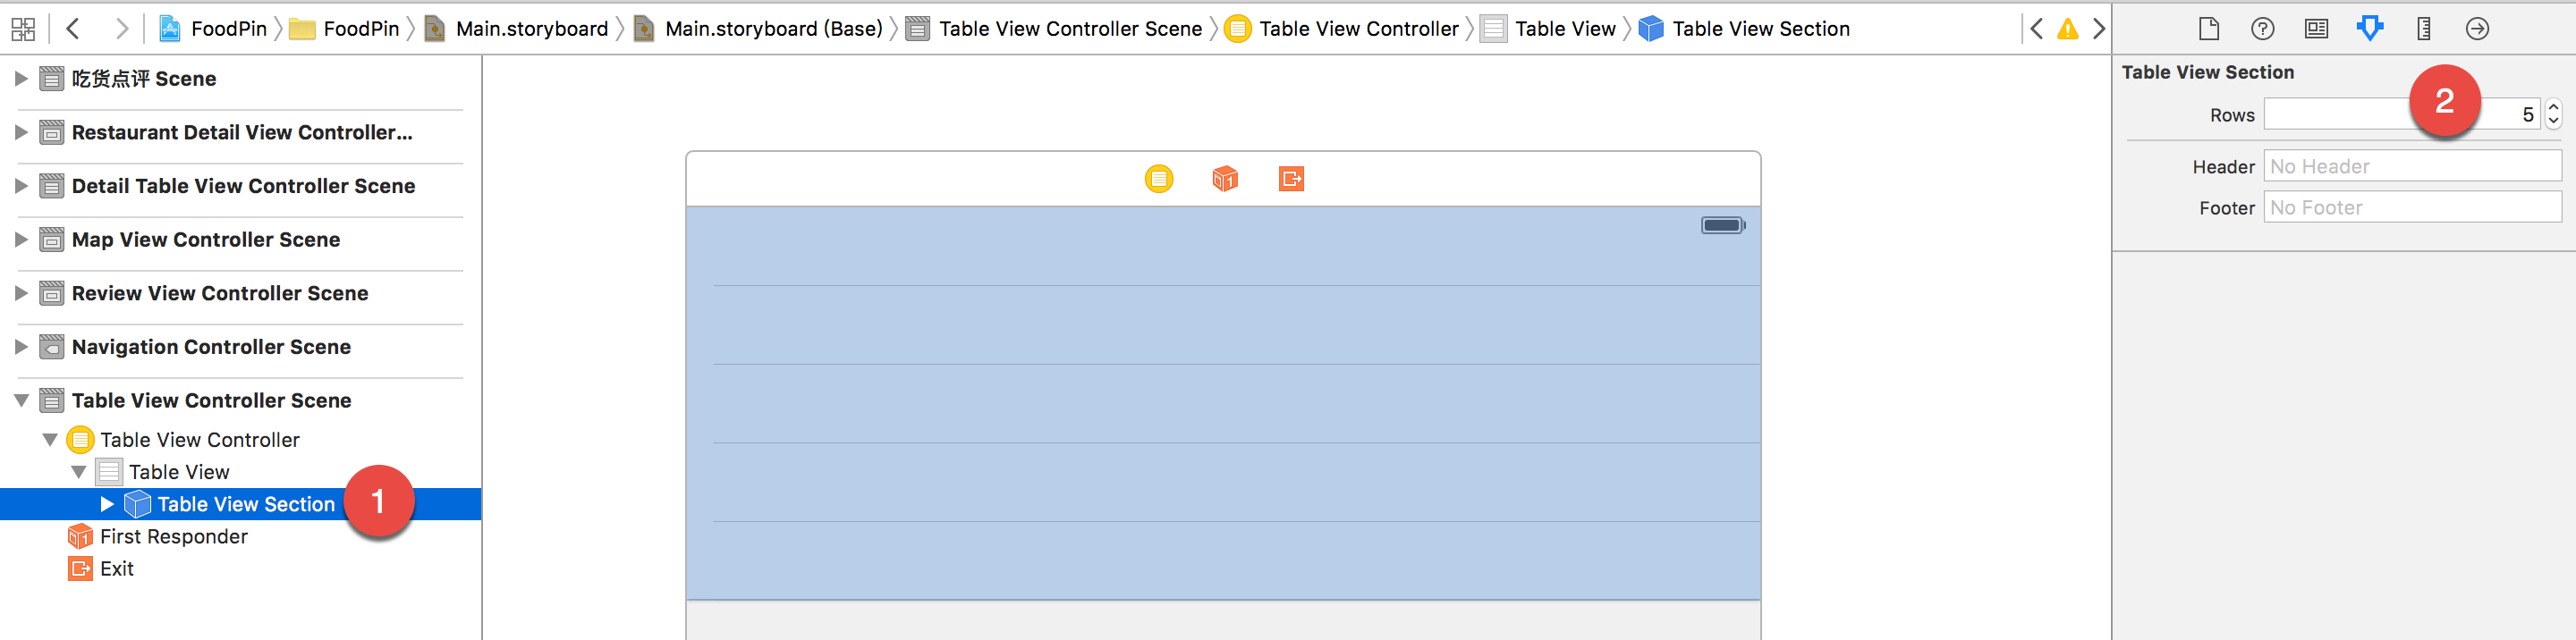 FoodPin FoodPin Main.storyboard Main.storyboard (Base) Table View Controller Scene Table View Controller Table View Table View Section
吃货点评 Scene
Restaurant Detail View Controller...
Detail Table View Controller Scene
Map View Controller Scene
Review View Controller Scene
Navigation Controller Scene
Table View Controller Scene
Table View Controller
Table View
Table View Section 1
First Responder
Exit
1
Table View Section
2
Rows 5
Header No Header
Footer No Footer